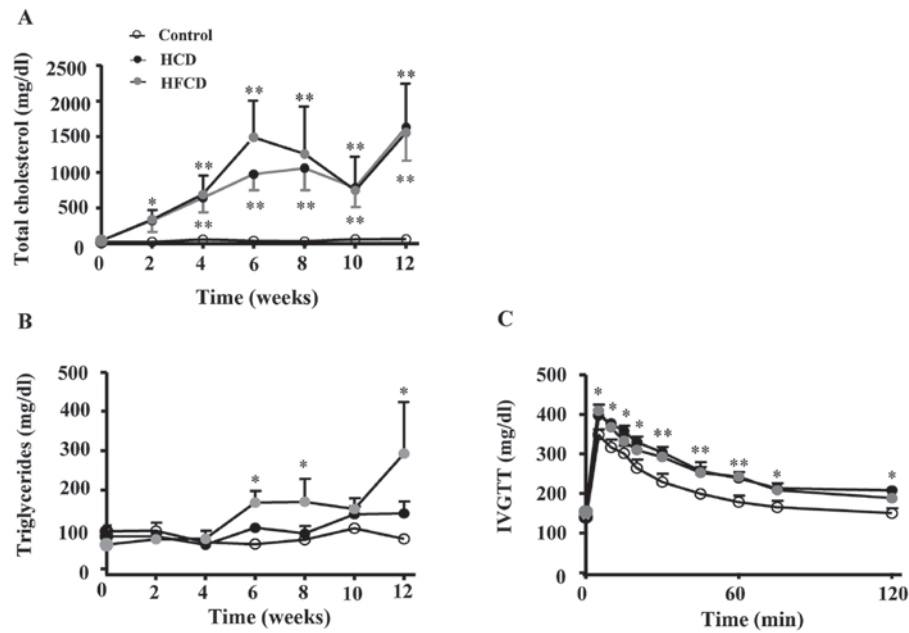 A
Control
HCD
HFCD
Total cholesterol (mg/dl)
2500
2000
1500
1000
500
0
** ** ** ** ** *
** ** ** ** **
0 2 4 6 8 10 12
Time (weeks)
B
Triglycerides (mg/dl)
500
400
300
200
100
0
* * *
0 2 4 6 8 10 12
Time (weeks)
C
IVGTT (mg/dl)
500
400
300
200
100
0
* * * * ** ** ** * *
0 60 120
Time (min)